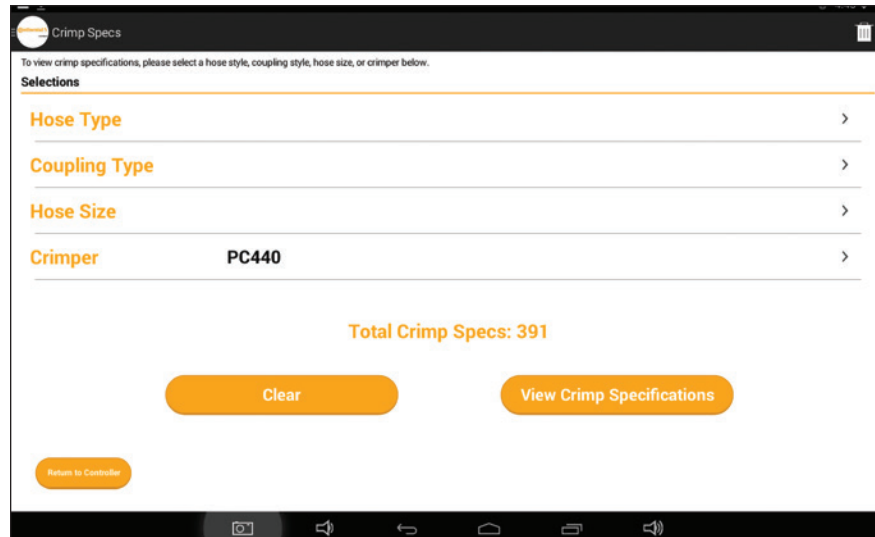 Crimp Specs
To view crimp specifications, please select a hose style, coupling style, hose size, or crimper below.
Selections
Hose Type
Coupling Type
Hose Size
Crimper PC440
Total Crimp Specs: 391
Clear View Crimp Specifications
Return to Controller